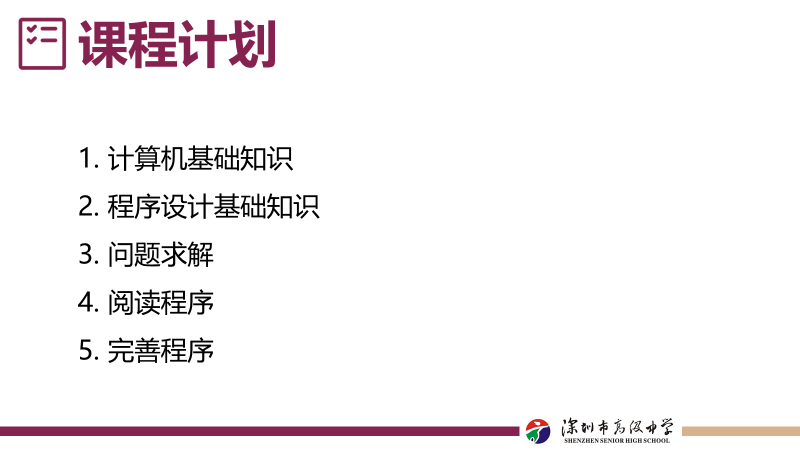 课程计划
1. 计算机基础知识
2. 程序设计基础知识
3. 问题求解
4. 阅读程序
5. 完善程序
深圳市高级中学
SHENZHEN SENIOR HIGH SCHOOL